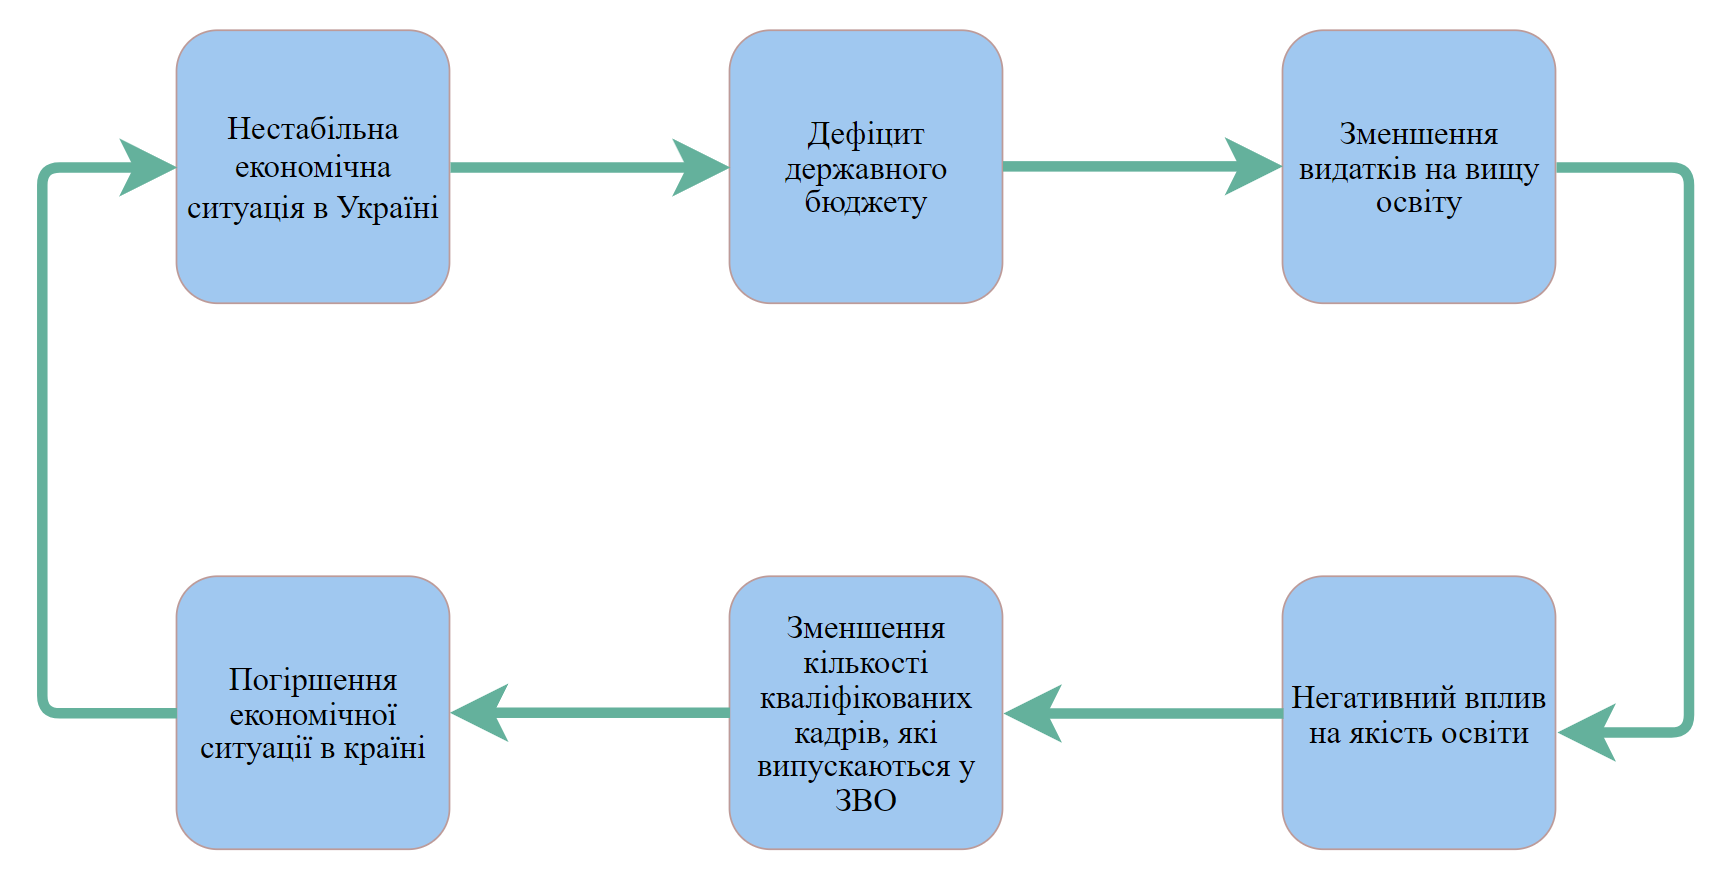 Нестабільна
економічна
ситуація в Україні
Дефіцит
державного
бюджету
Зменшення
видатків на вищу
освіту
Негативний вплив
на якість освіти
Зменшення
кількості
кваліфікованих
кадрів, які
випускаються у
ЗВО
Погіршення
економічної
ситуації в країні